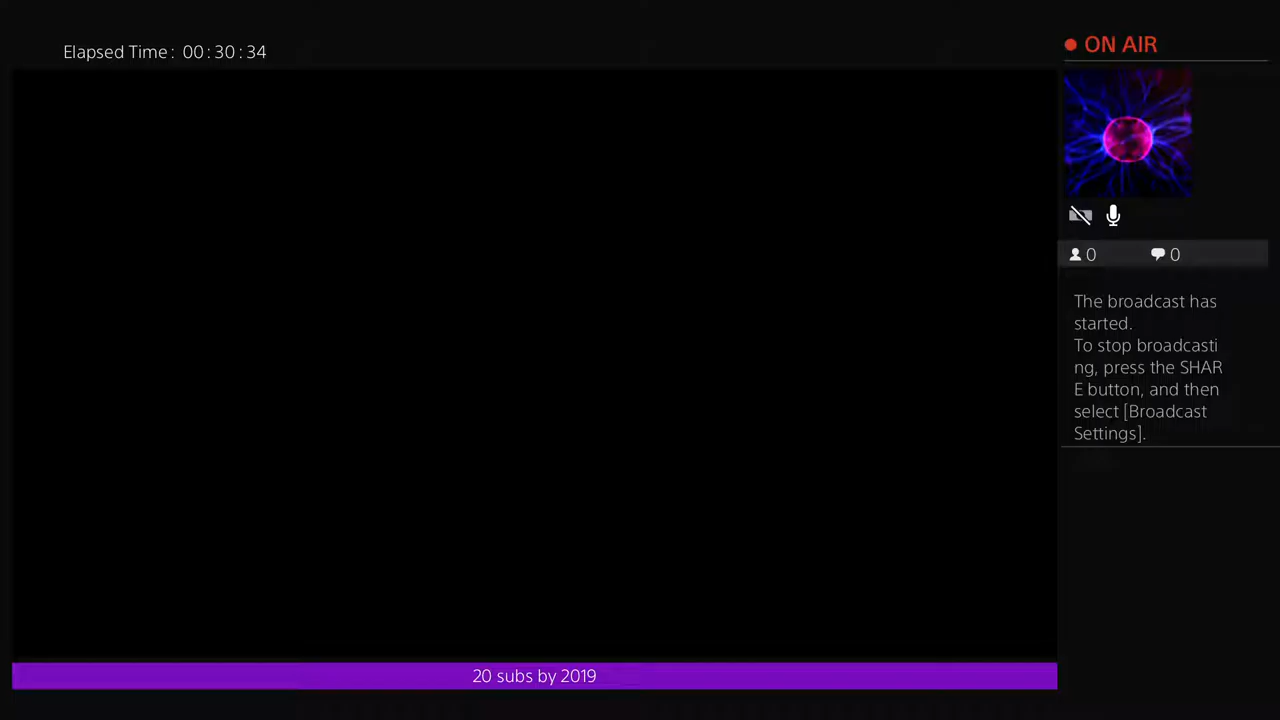 Elapsed Time: 00:30:34
ON AIR
0 0
The broadcast has
started.
To stop broadcasti
ng, press the SHAR
E button, and then
select [Broadcast
Settings].
20 subs by 2019